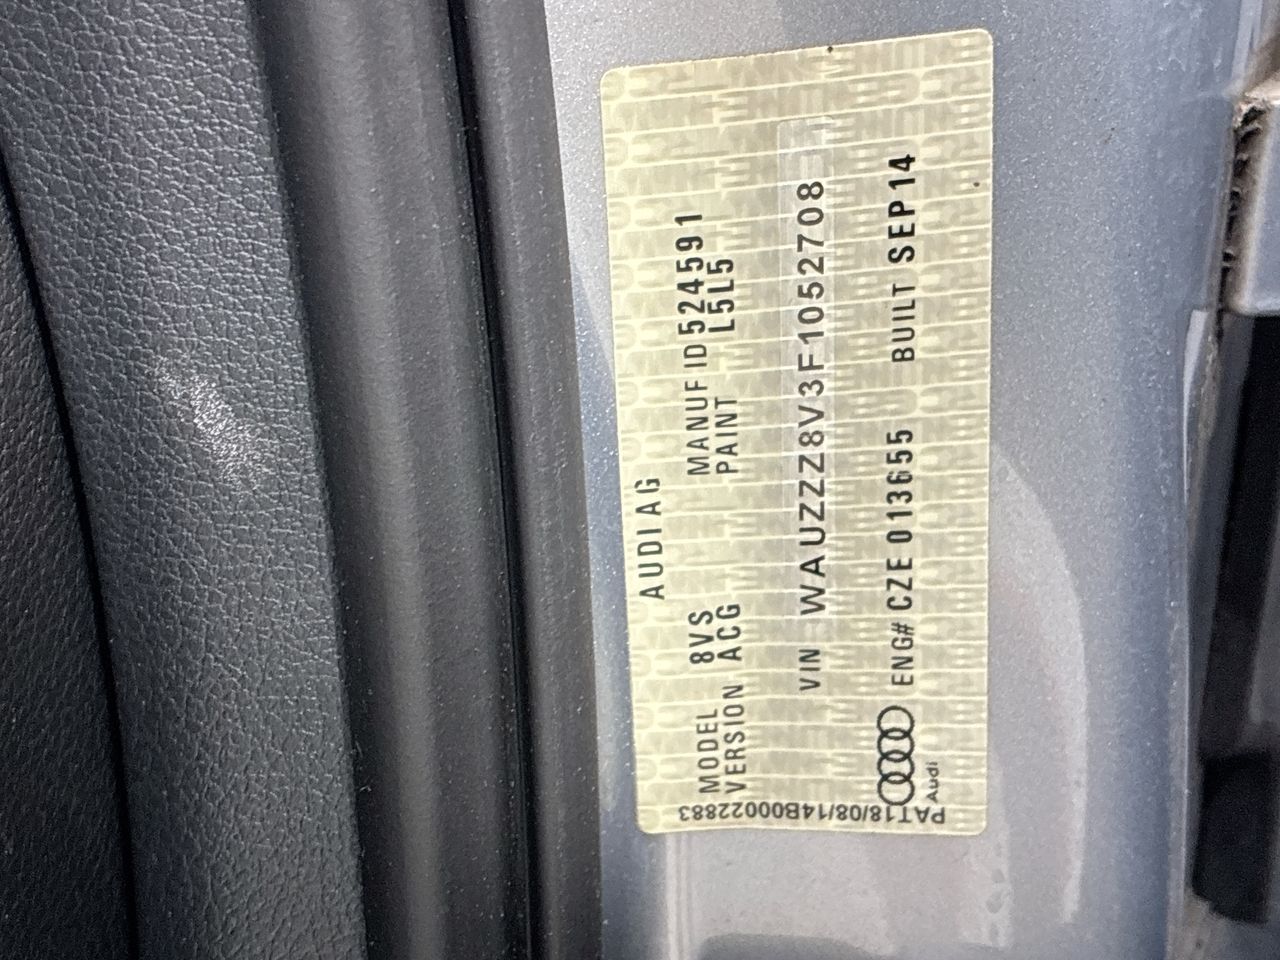 AUDI AG
MODEL 8VS MANUF ID 524591
VERSION ACG PAINT L5L5
VIN WAUZZZ8V3F1052708
ENG# CZE 013655 BUILT SEP14
Audi
PAT18/08/14B00022883